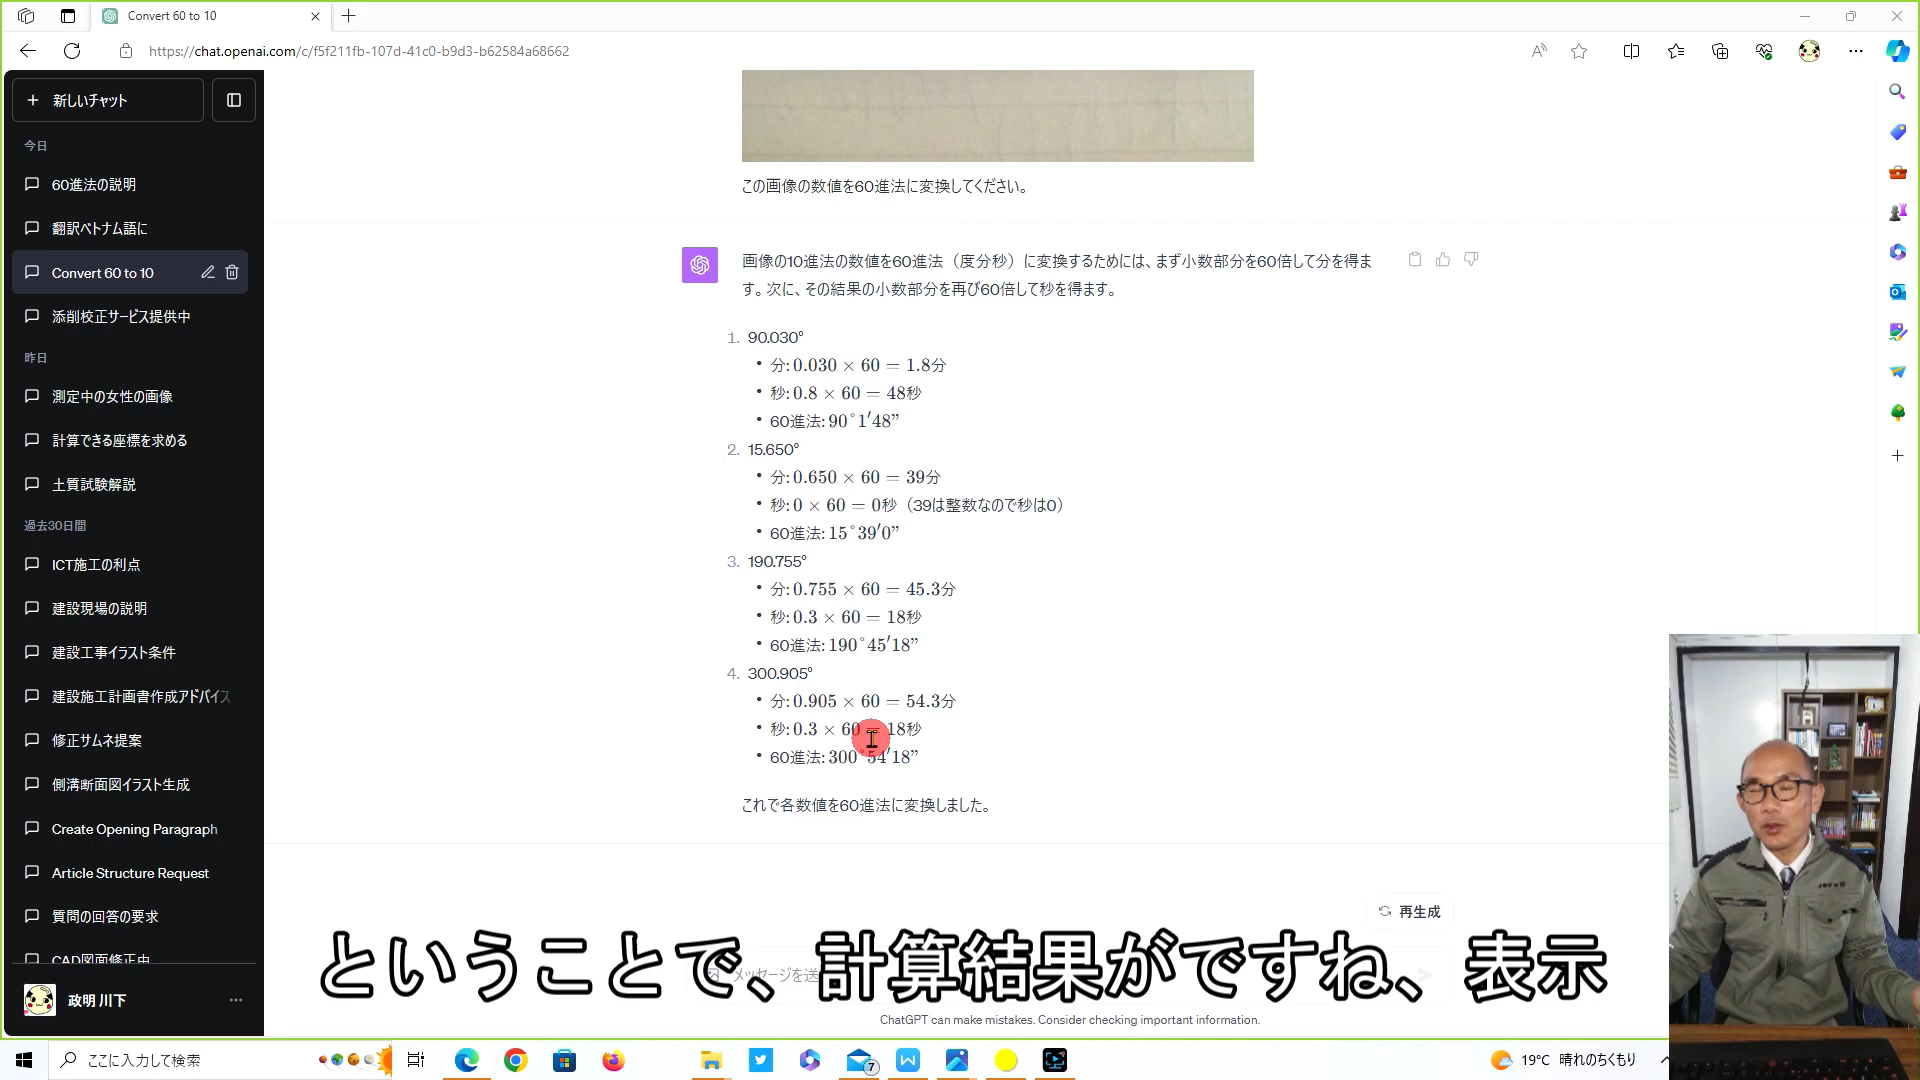 Convert 60 to 10
https://chat.openai.com/c/f5f211fb-107d-41c0-b9d3-b62584a68662
新しいチャット
今日
60進法の説明
翻訳ベトナム語に
Convert 60 to 10
添削校正サービス提供中
昨日
測定中の女性の画像
計算できる座標を求める
土質試験解説
過去30日間
ICT施工の利点
建設現場の説明
建設工事イラスト条件
建設施工計画書作成アドバイス
修正サムネ提案
側溝断面図イラスト生成
Create Opening Paragraph
Article Structure Request
質問の回答の要求
CAD図面修正中
政明 川下
この画像の数値を60進法に変換してください。
画像の10進法の数値を60進法（度分秒）に変換するためには、まず小数部分を60倍して分を得ま
す。次に、その結果の小数部分を再び60倍して秒を得ます。
1. 90.030°
• 分: 0.030 × 60 = 1.8分
• 秒: 0.8 × 60 = 48秒
• 60進法: 90°1′48”
2. 15.650°
• 分: 0.650 × 60 = 39分
• 秒: 0 × 60 = 0秒（39は整数なので秒は0）
• 60進法: 15°39′0”
3. 190.755°
• 分: 0.755 × 60 = 45.3分
• 秒: 0.3 × 60 = 18秒
• 60進法: 190°45′18”
4. 300.905°
• 分: 0.905 × 60 = 54.3分
• 秒: 0.3 × 60 = 18秒
• 60進法: 300°54′18”
これで各数値を60進法に変換しました。
再生成
メッセージを送
ということで、計算結果がですね、表示
ChatGPT can make mistakes. Consider checking important information.
ここに入力して検索
7
19°C 晴れのちくもり